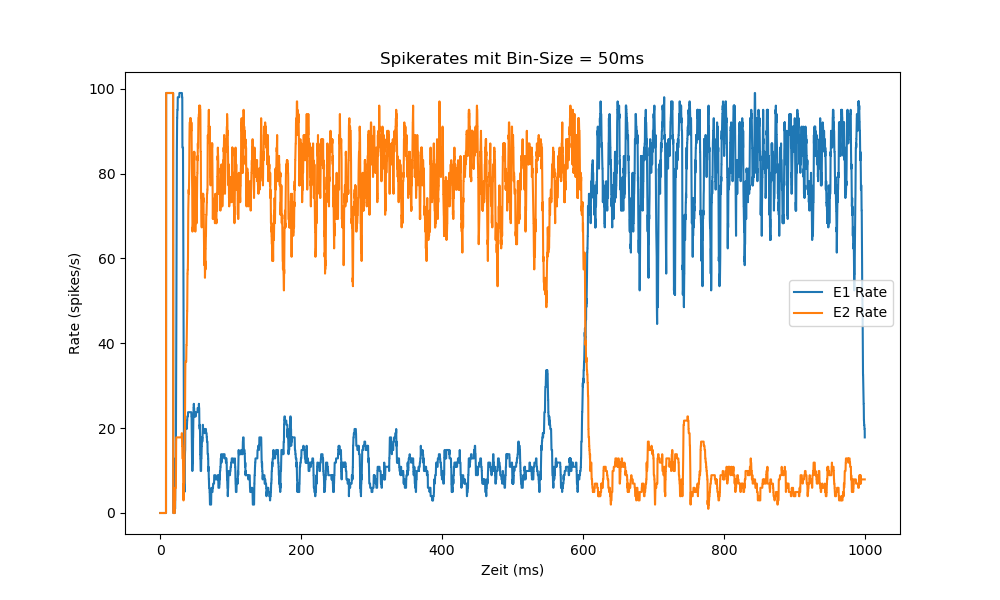 Spikerates mit Bin-Size = 50ms
Rate (spikes/s)
100
80
60
40
20
0
E1 Rate
E2 Rate
0 200 400 600 800 1000
Zeit (ms)